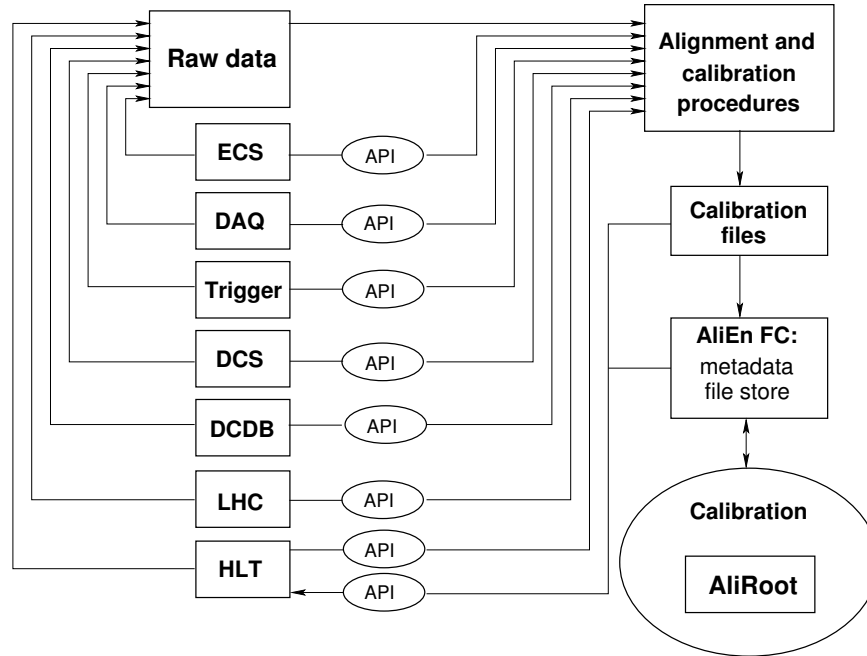 Raw data
Alignment and
calibration
procedures
ECS
API
DAQ
API
Calibration
files
Trigger
API
DCS
API
AliEn FC:
metadata
file store
DCDB
API
LHC
API
Calibration
HLT
API
API
AliRoot